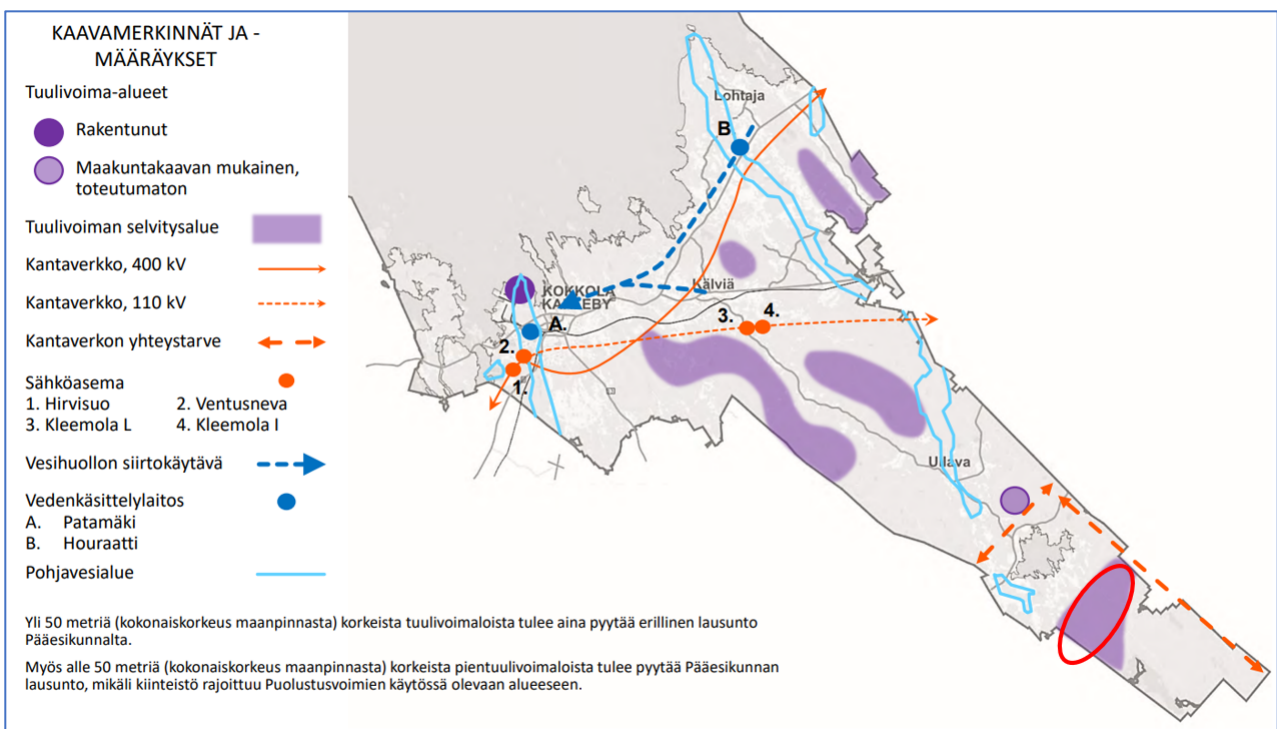 KAAVAMERKINNÄT JA -
MÄÄRÄYKSET
Tuulivoima-alueet
Rakentunut
Maakuntakaavan mukainen,
toteutumaton
Tuulivoiman selvitysalue
Kantaverkko, 400 kV
Kantaverkko, 110 kV
Kantaverkon yhteystarve
Sähköasema
1. Hirvisuo 2. Ventusneva
3. Kleemola L 4. Kleemola I
Vesihuollon siirtokäytävä
Vedenkäsittelylaitos
A. Patamäki
B. Houraatti
Pohjavesialue
Yli 50 metriä (kokonaiskorkeus maanpinnasta) korkeista tuulivoimaloista tulee aina pyytää erillinen lausunto
Pääesikunnalta.
Myös alle 50 metriä (kokonaiskorkeus maanpinnasta) korkeista pientuulivoimaloista tulee pyytää Pääesikunnan
lausunto, mikäli kiinteistö rajoittuu Puolustusvoimien käytössä olevaan alueeseen.
Lohtaja
B
Kälviä
KOKKOLA
KARLEBY
A.
3. 4.
2.
1.
Ullava